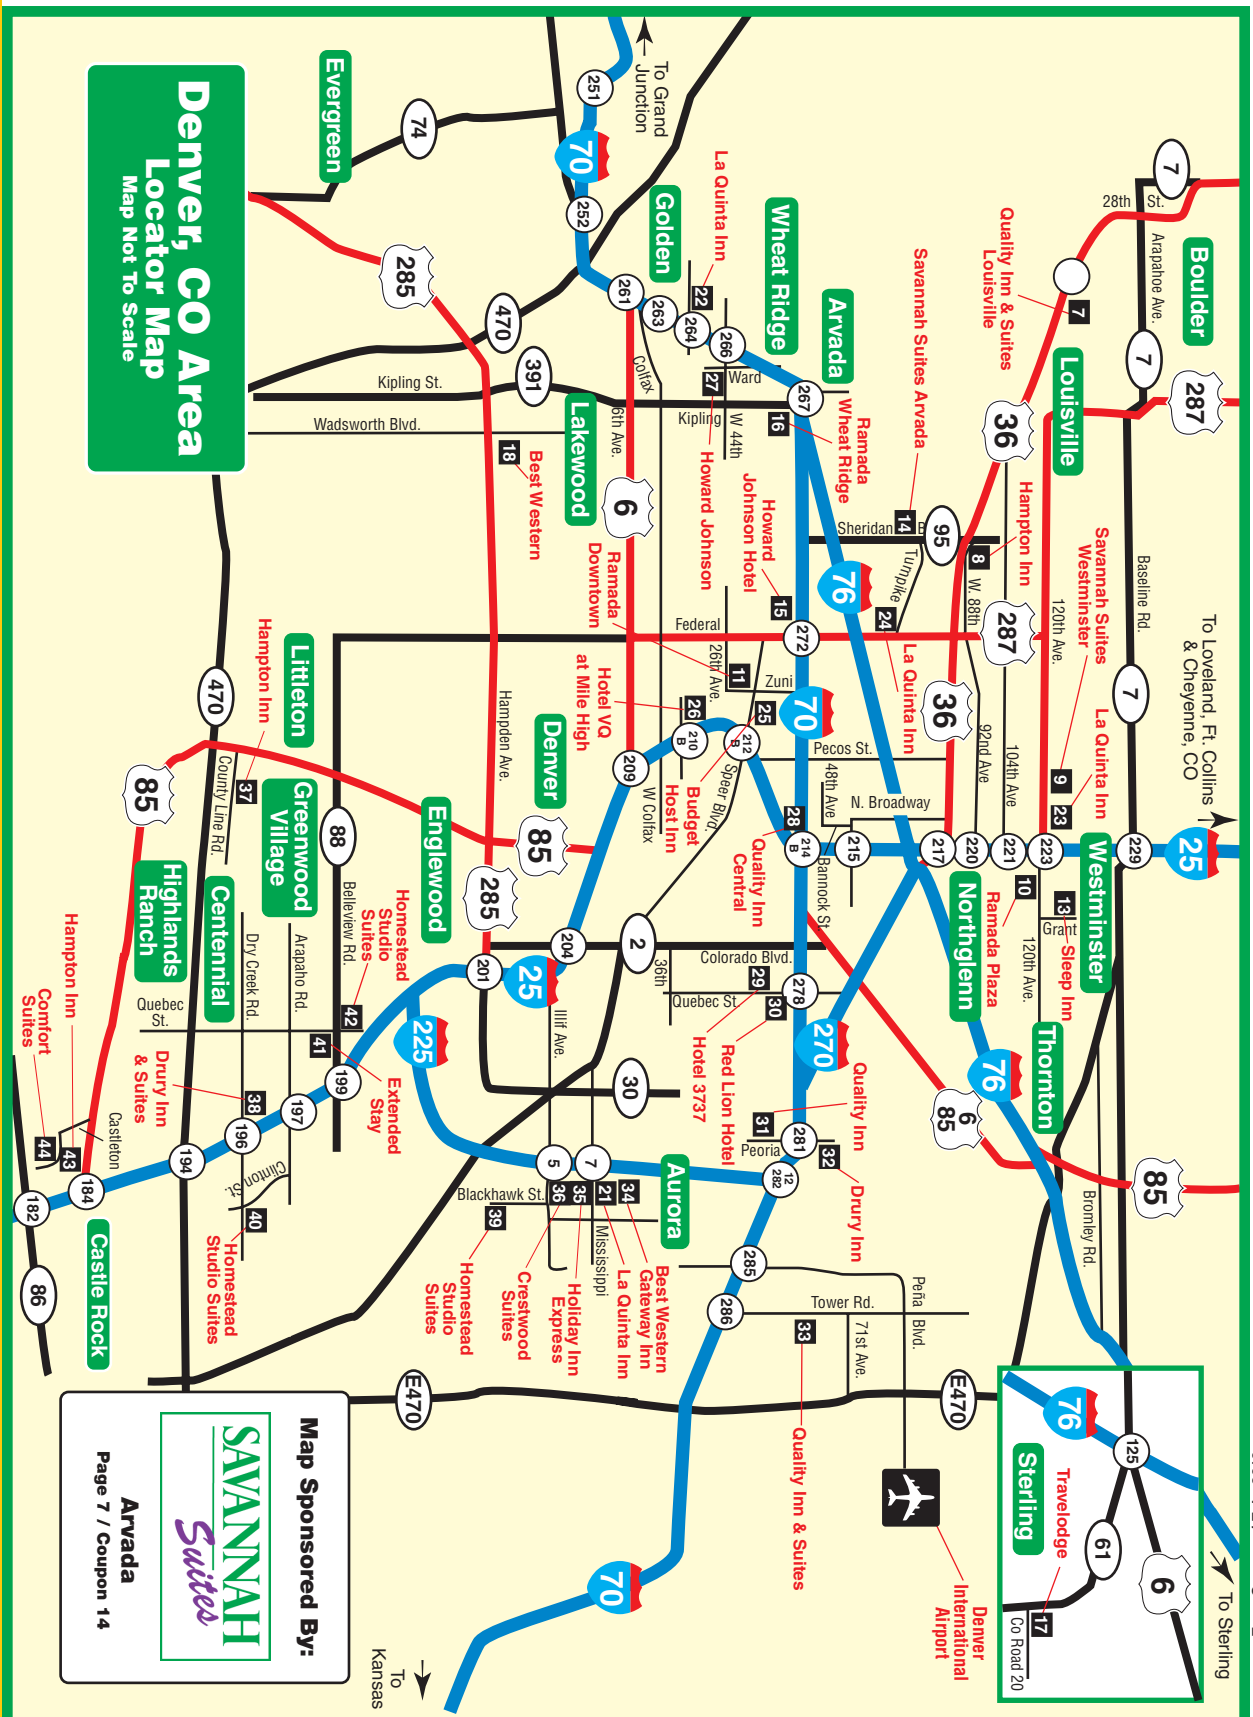 Denver, CO Area
Locator Map
Map Not To Scale
Map Sponsored By:
SAVANNAH
Suites
Arvada
Page 7 / Coupon 14
To Loveland, Ft. Collins
& Cheyenne, CO
To Grand
Junction
To Sterling
To
Kansas
Boulder
Louisville
Arvada
Wheat Ridge
Golden
Lakewood
Evergreen
Westminster
Northglenn
Thornton
Denver
Englewood
Littleton
Greenwood
Village
Centennial
Highlands
Ranch
Aurora
Castle Rock
Sterling
Quality Inn & Suites
Louisville
7
Savannah Suites Arvada
14
Hampton Inn
8
Savannah Suites
Westminster
9
La Quinta Inn
23
Ramada Plaza
10
Sleep Inn
13
La Quinta Inn
22
Ramada
Wheat Ridge
16
Howard Johnson
27
Howard
Johnson Hotel
15
La Quinta Inn
24
Ramada
Downtown
11
Hotel VQ
at Mile High
26
Budget
Host Inn
25
Quality Inn
Central
28
Best Western
18
Hotel 3737
29
Red Lion Hotel
30
Quality Inn
31
Drury Inn
32
Quality Inn & Suites
33
Best Western
Gateway Inn
34
La Quinta Inn
21
Holiday Inn
Express
35
Crestwood
Suites
36
Homestead
Studio
Suites
39
Hampton Inn
37
Homestead
Studio
Suites
42
Extended
Stay
41
Drury Inn
& Suites
38
Homestead
Studio Suites
40
Hampton Inn
43
Comfort
Suites
44
Travelodge
17
Denver
International
Airport
28th St.
Arapahoe Ave.
Baseline Rd.
120th Ave.
104th Ave
92nd Ave
W. 88th
Sheridan B
Turnpike
Ward
Kipling
W 44th
Colfax
6th Ave.
Kipling St.
Wadsworth Blvd.
Federal
26th Ave.
Zuni
Pecos St.
48th Ave
N. Broadway
Bannock St.
Speer Blvd.
W Colfax
Hampden Ave.
Grant
120th Ave.
Colorado Blvd.
36th
Quebec St.
Peoria
Peña Blvd.
Tower Rd.
71st Ave.
Bromley Rd.
Illif Ave.
Mississippi
Blackhawk St.
Belleview Rd.
Arapaho Rd.
Dry Creek Rd.
County Line Rd.
Quebec
St.
Clinton St.
Castleton
Co Road 20
7
7
7
287
287
36
36
95
74
285
285
470
470
391
6
70
70
70
76
76
76
25
25
225
270
85
85
85
6
85
88
2
30
E470
E470
86
61
6
251
252
261
263
264
266
267
272
214
B
278
281
12
282
285
286
229
223
221
220
217
215
212
B
210
B
209
204
201
199
197
196
194
184
182
5
7
125